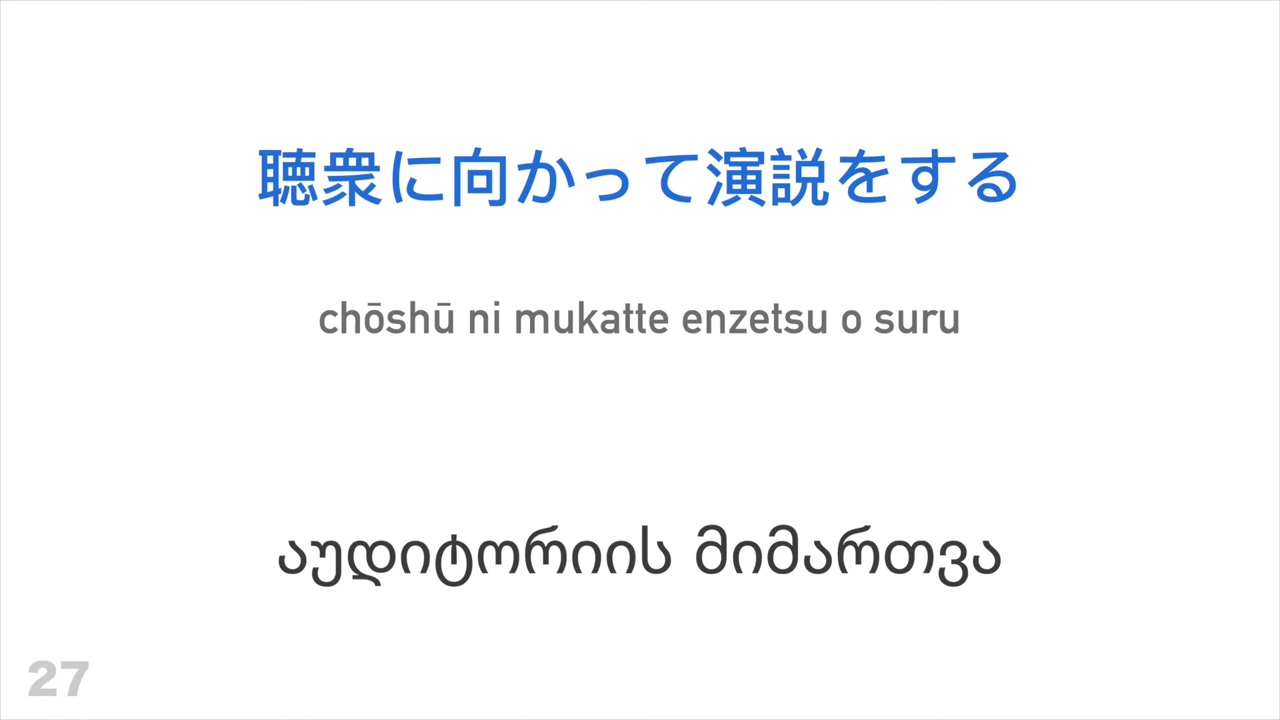 聴衆に向かって演説をする
chōshū ni mukatte enzetsu o suru
აუდიტორიის მიმართვა
27